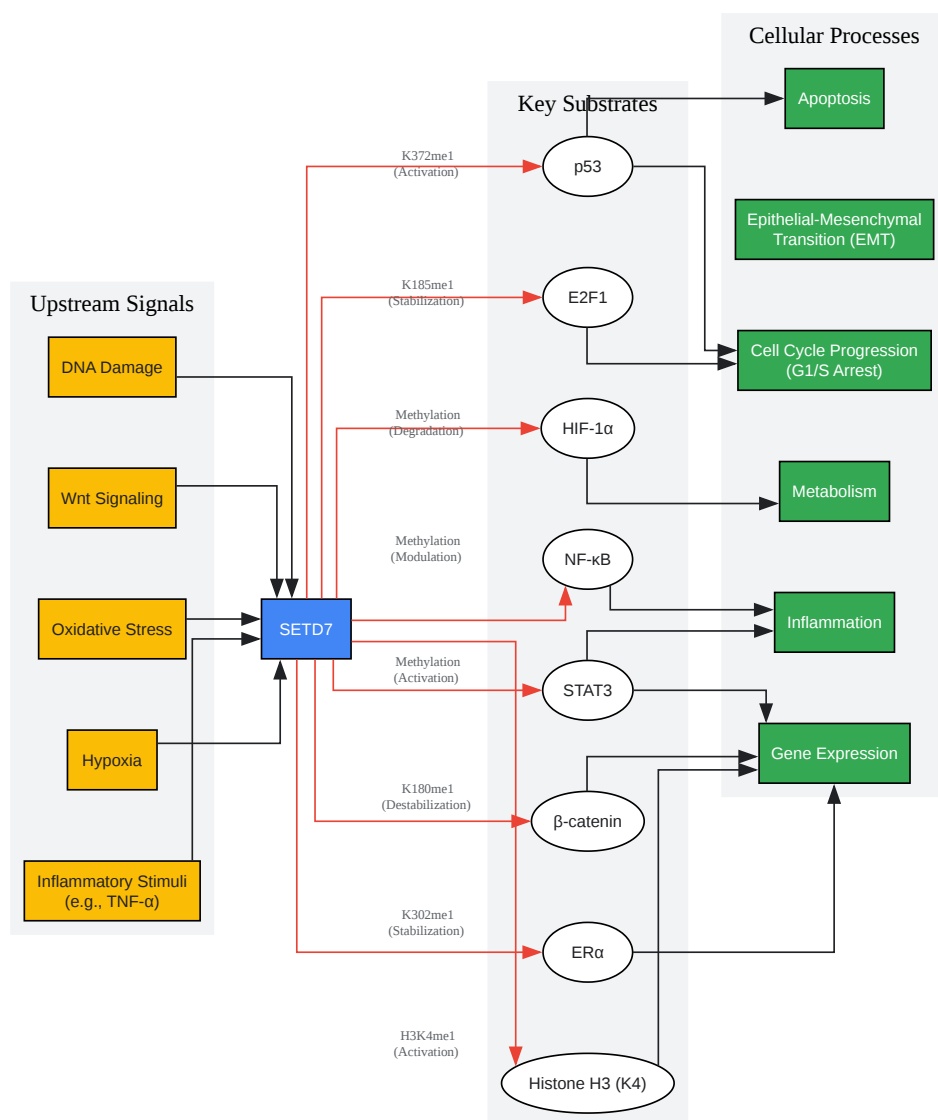 Cellular Processes
Apoptosis
Key Substrates
K372me1
(Activation)
p53
Epithelial-Mesenchymal
Transition (EMT)
Upstream Signals
K185me1
(Stabilization)
E2F1
DNA Damage
Cell Cycle Progression
(G1/S Arrest)
Methylation
(Degradation)
HIF-1α
Wnt Signaling
Metabolism
Methylation
(Modulation)
NF-κB
Oxidative Stress
SETD7
Inflammation
Methylation
(Activation)
STAT3
Hypoxia
Gene Expression
K180me1
(Destabilization)
β-catenin
Inflammatory Stimuli
(e.g., TNF-α)
K302me1
(Stabilization)
ERα
H3K4me1
(Activation)
Histone H3 (K4)